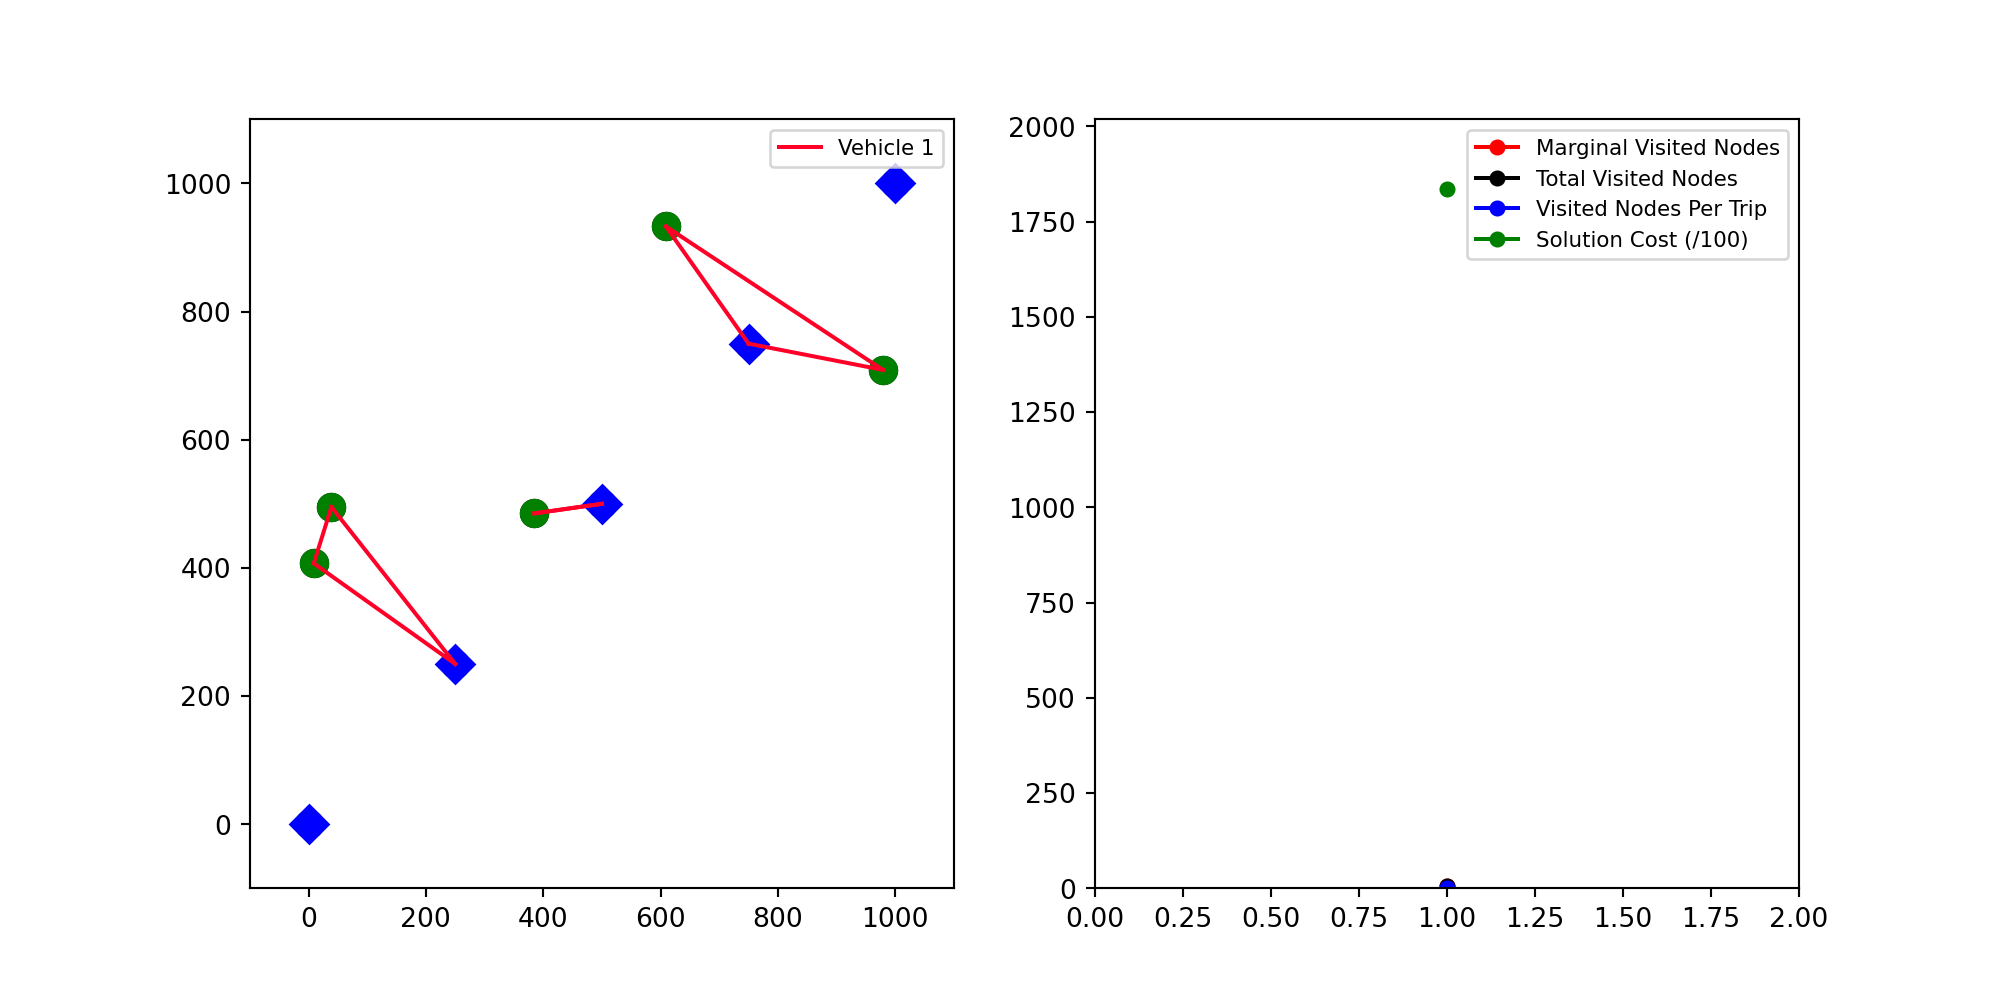 Vehicle 1
1000
800
600
400
200
0
0 200 400 600 800 1000
Marginal Visited Nodes
Total Visited Nodes
Visited Nodes Per Trip
Solution Cost (/100)
2000
1750
1500
1250
1000
750
500
250
0
0.00 0.25 0.50 0.75 1.00 1.25 1.50 1.75 2.00